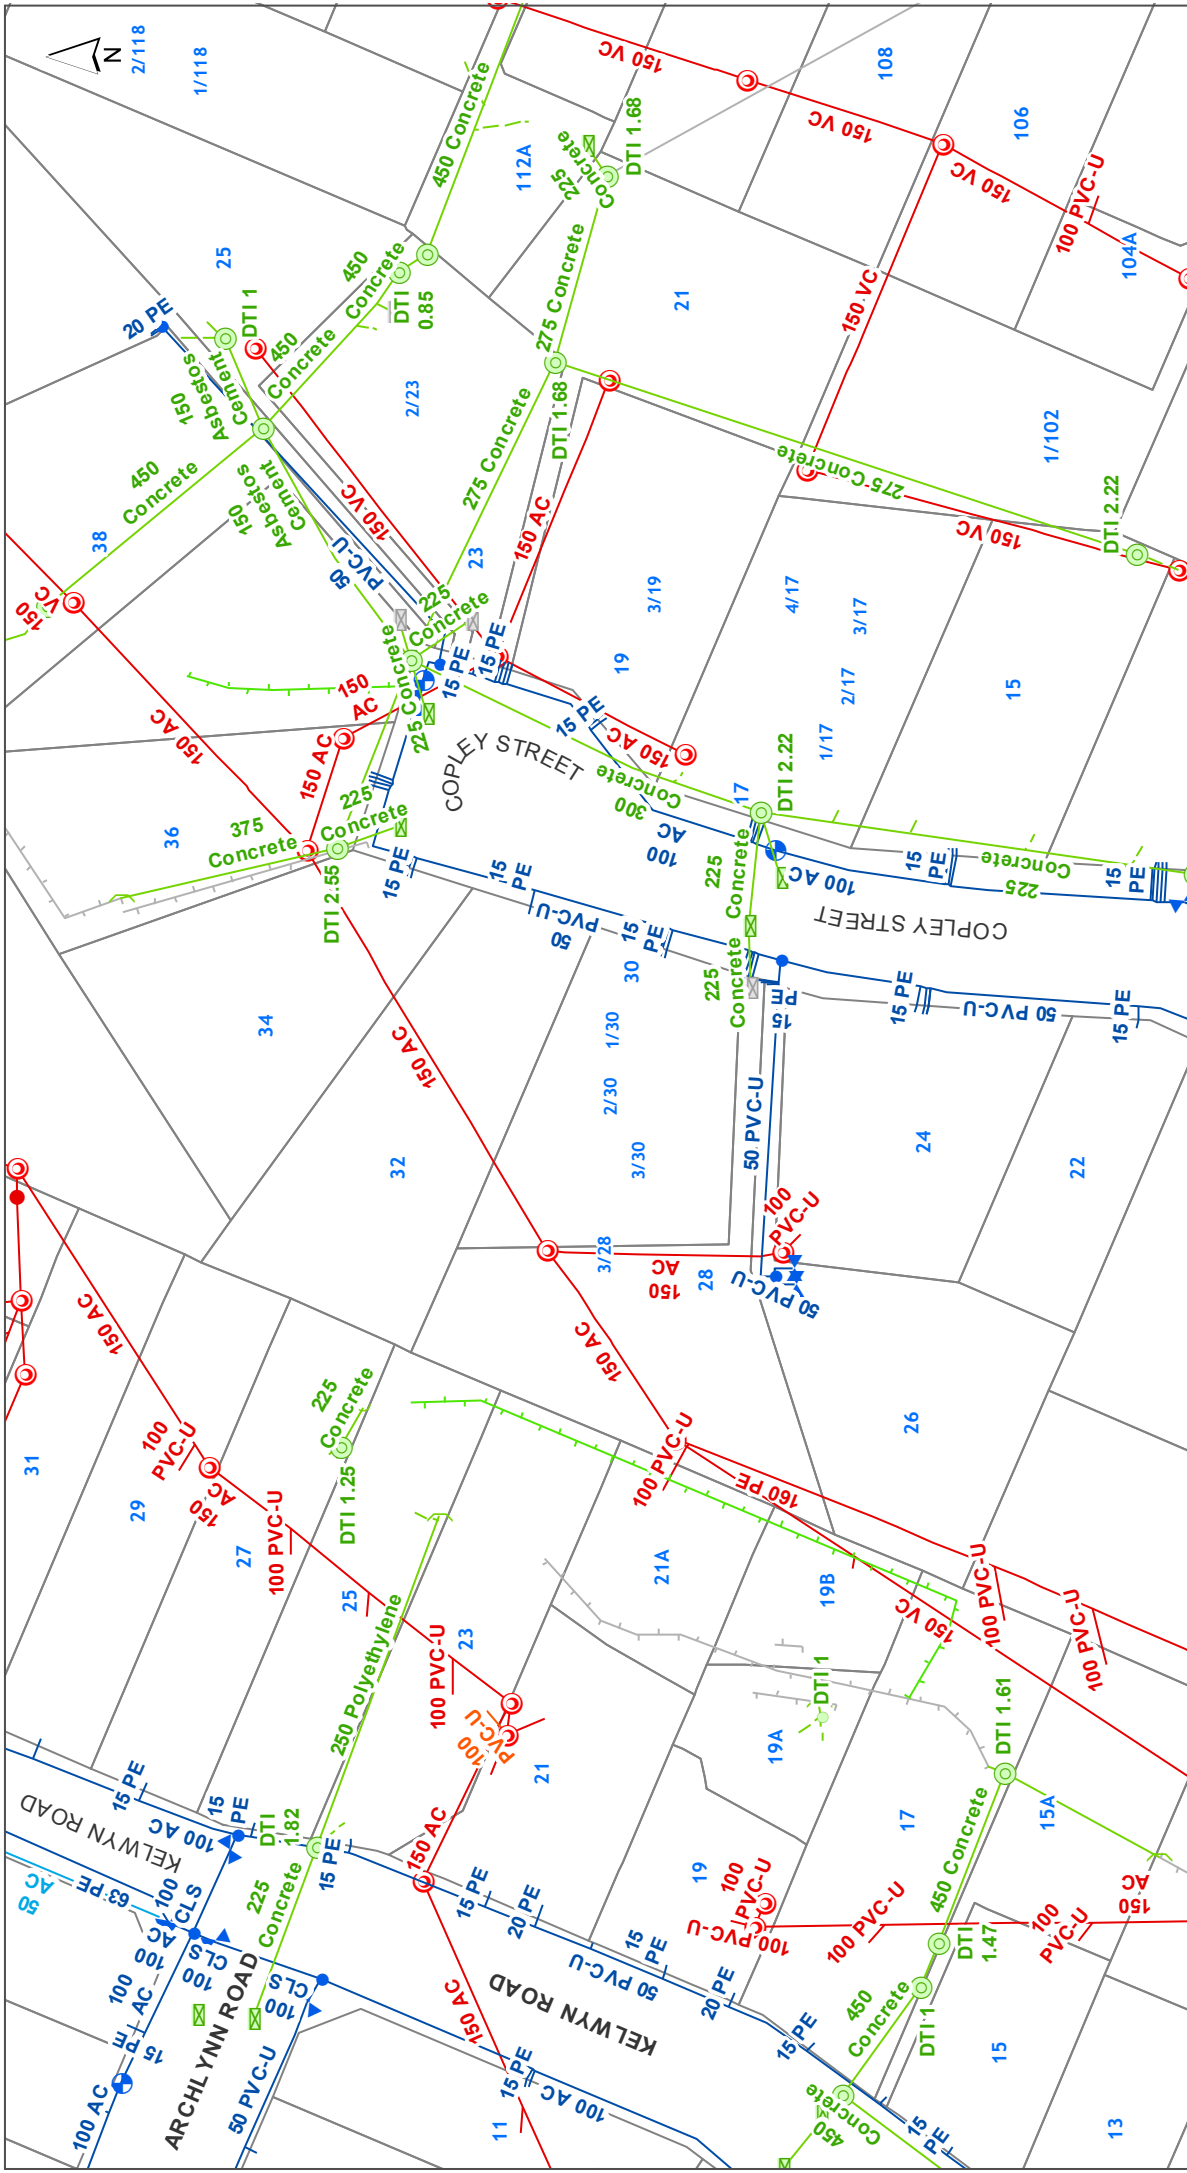 2/118
1/118
N
150 VC
108
106
450 Concrete
112A
225
Concrete
DTI 1.68
150 VC
150 VC
100 PVC-U
104A
25
20 PE
DTI 1
450
Concrete
DTI
0.85
450
Concrete
275 Concrete
21
150 VC
150
Asbestos
Cement
2/23
450
Concrete
275 Concrete
DTI 1.68
275 Concrete
1/102
DTI 2.22
38
150
Asbestos
Cement
150 VC
50
PVC-U
23
150 AC
150 VC
150
VC
225
Concrete
3/19
4/17
3/17
19
2/17
1/17
15
15 PE
15 PE
150
AC
225 Concrete
150 AC
150 AC
COPLEY STREET
15 PE
150 AC
Concrete
300
17
DTI 2.22
36
375
Concrete
225
Concrete
DTI 2.55
15 PE
15
PE
100
AC
225
Concrete
100 AC
15
PE
Concrete
225
15
PE
COPLEY STREET
50
PVC-U
15
PE
30
225
Concrete
15
PE
15 PE
50 PVC-U
15 PE
34
1/30
2/30
3/30
150 AC
32
50 PVC-U
24
22
100
PVC-U
3/28
150
AC
28
50 PVC-U
150 AC
150 AC
26
31
29
100
PVC-U
150
AC
225
Concrete
DTI 1.25
100 PVC-U
27
25
100 PVC-U
160 PE
21A
19B
150 VC
100 PVC-U
100 PVC-U
250 Polyethylene
23
100 PVC-U
100
PVC-U
21
DTI 1
19A
DTI 1.61
15A
17
450 Concrete
KELWYN ROAD
15 PE
100 AC
15
PE
DTI
1.82
15 PE
150 AC
50
AC
63 PE
100
CLS
100
AC
225
Concrete
100
CLS
100
CLS
15 PE
20 PE
19
100
PVC-U
100 PVC-U
100 PVC-U
100
PVC-U
150
AC
DTI
1.47
100
AC
15 PE
100 AC
ARCHLYNN ROAD
50 PVC-U
50 PVC-U
15
PE
20 PE
KELWYN ROAD
150 AC
15 PE
100 AC
11
15 PE
450
Concrete
DTI 1
450
Concrete
15
PE
15
13